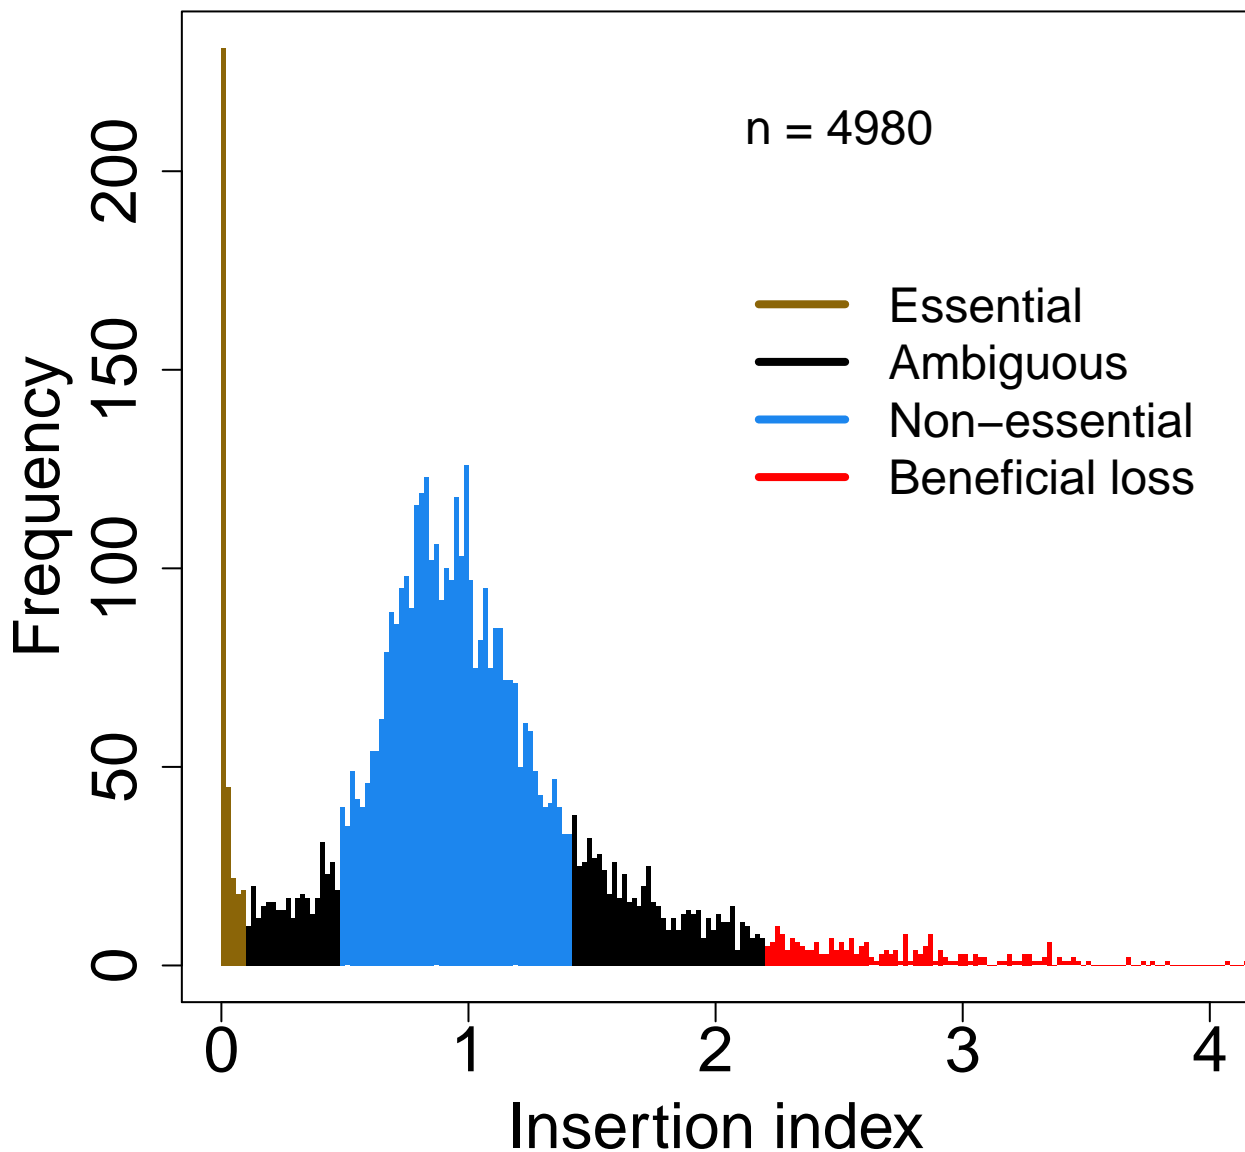 n = 4980
Essential
Ambiguous
Non−essential
Beneficial loss
Frequency
200
150
100
50
0
0 1 2 3 4
Insertion index